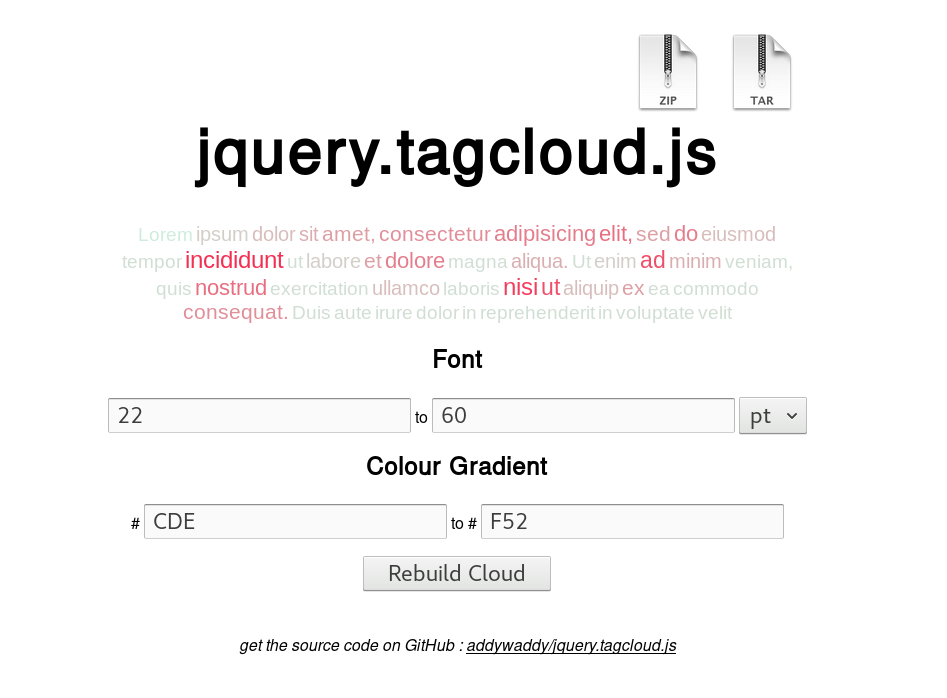 ZIP TAR
jquery.tagcloud.js
Lorem ipsum dolor sit amet, consectetur adipisicing elit, sed do eiusmod
tempor incididunt ut labore et dolore magna aliqua. Ut enim ad minim veniam,
quis nostrud exercitation ullamco laboris nisi ut aliquip ex ea commodo
consequat. Duis aute irure dolor in reprehenderit in voluptate velit
Font
22 to 60 pt
Colour Gradient
# CDE to # F52
Rebuild Cloud
get the source code on GitHub : addywaddy/jquery.tagcloud.js